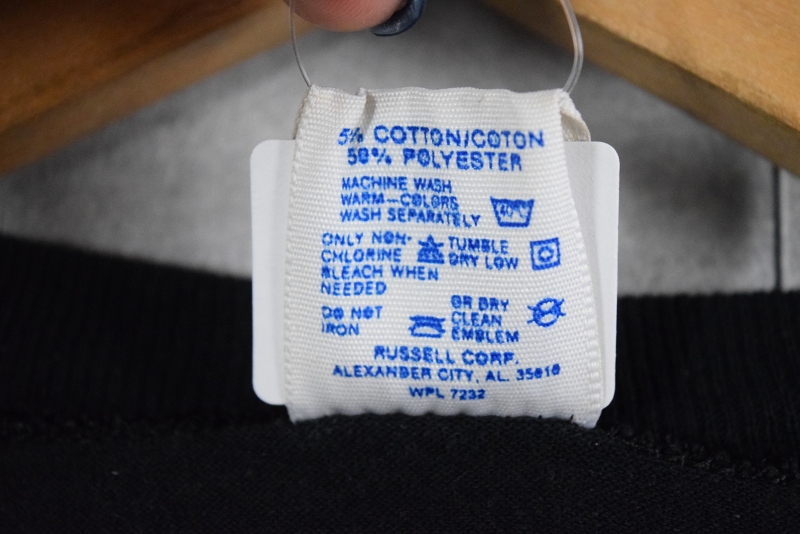 5% COTTON/COTON
50% POLYESTER
MACHINE WASH
WARM—COLORS
WASH SEPARATELY
40°C
ONLY NON-
CHLORINE
BLEACH WHEN
NEEDED
TUMBLE
DRY LOW
DO NOT
IRON
OR DRY
CLEAN
EMBLEM
RUSSELL CORP.
ALEXANDER CITY, AL. 35010
WPL 7232